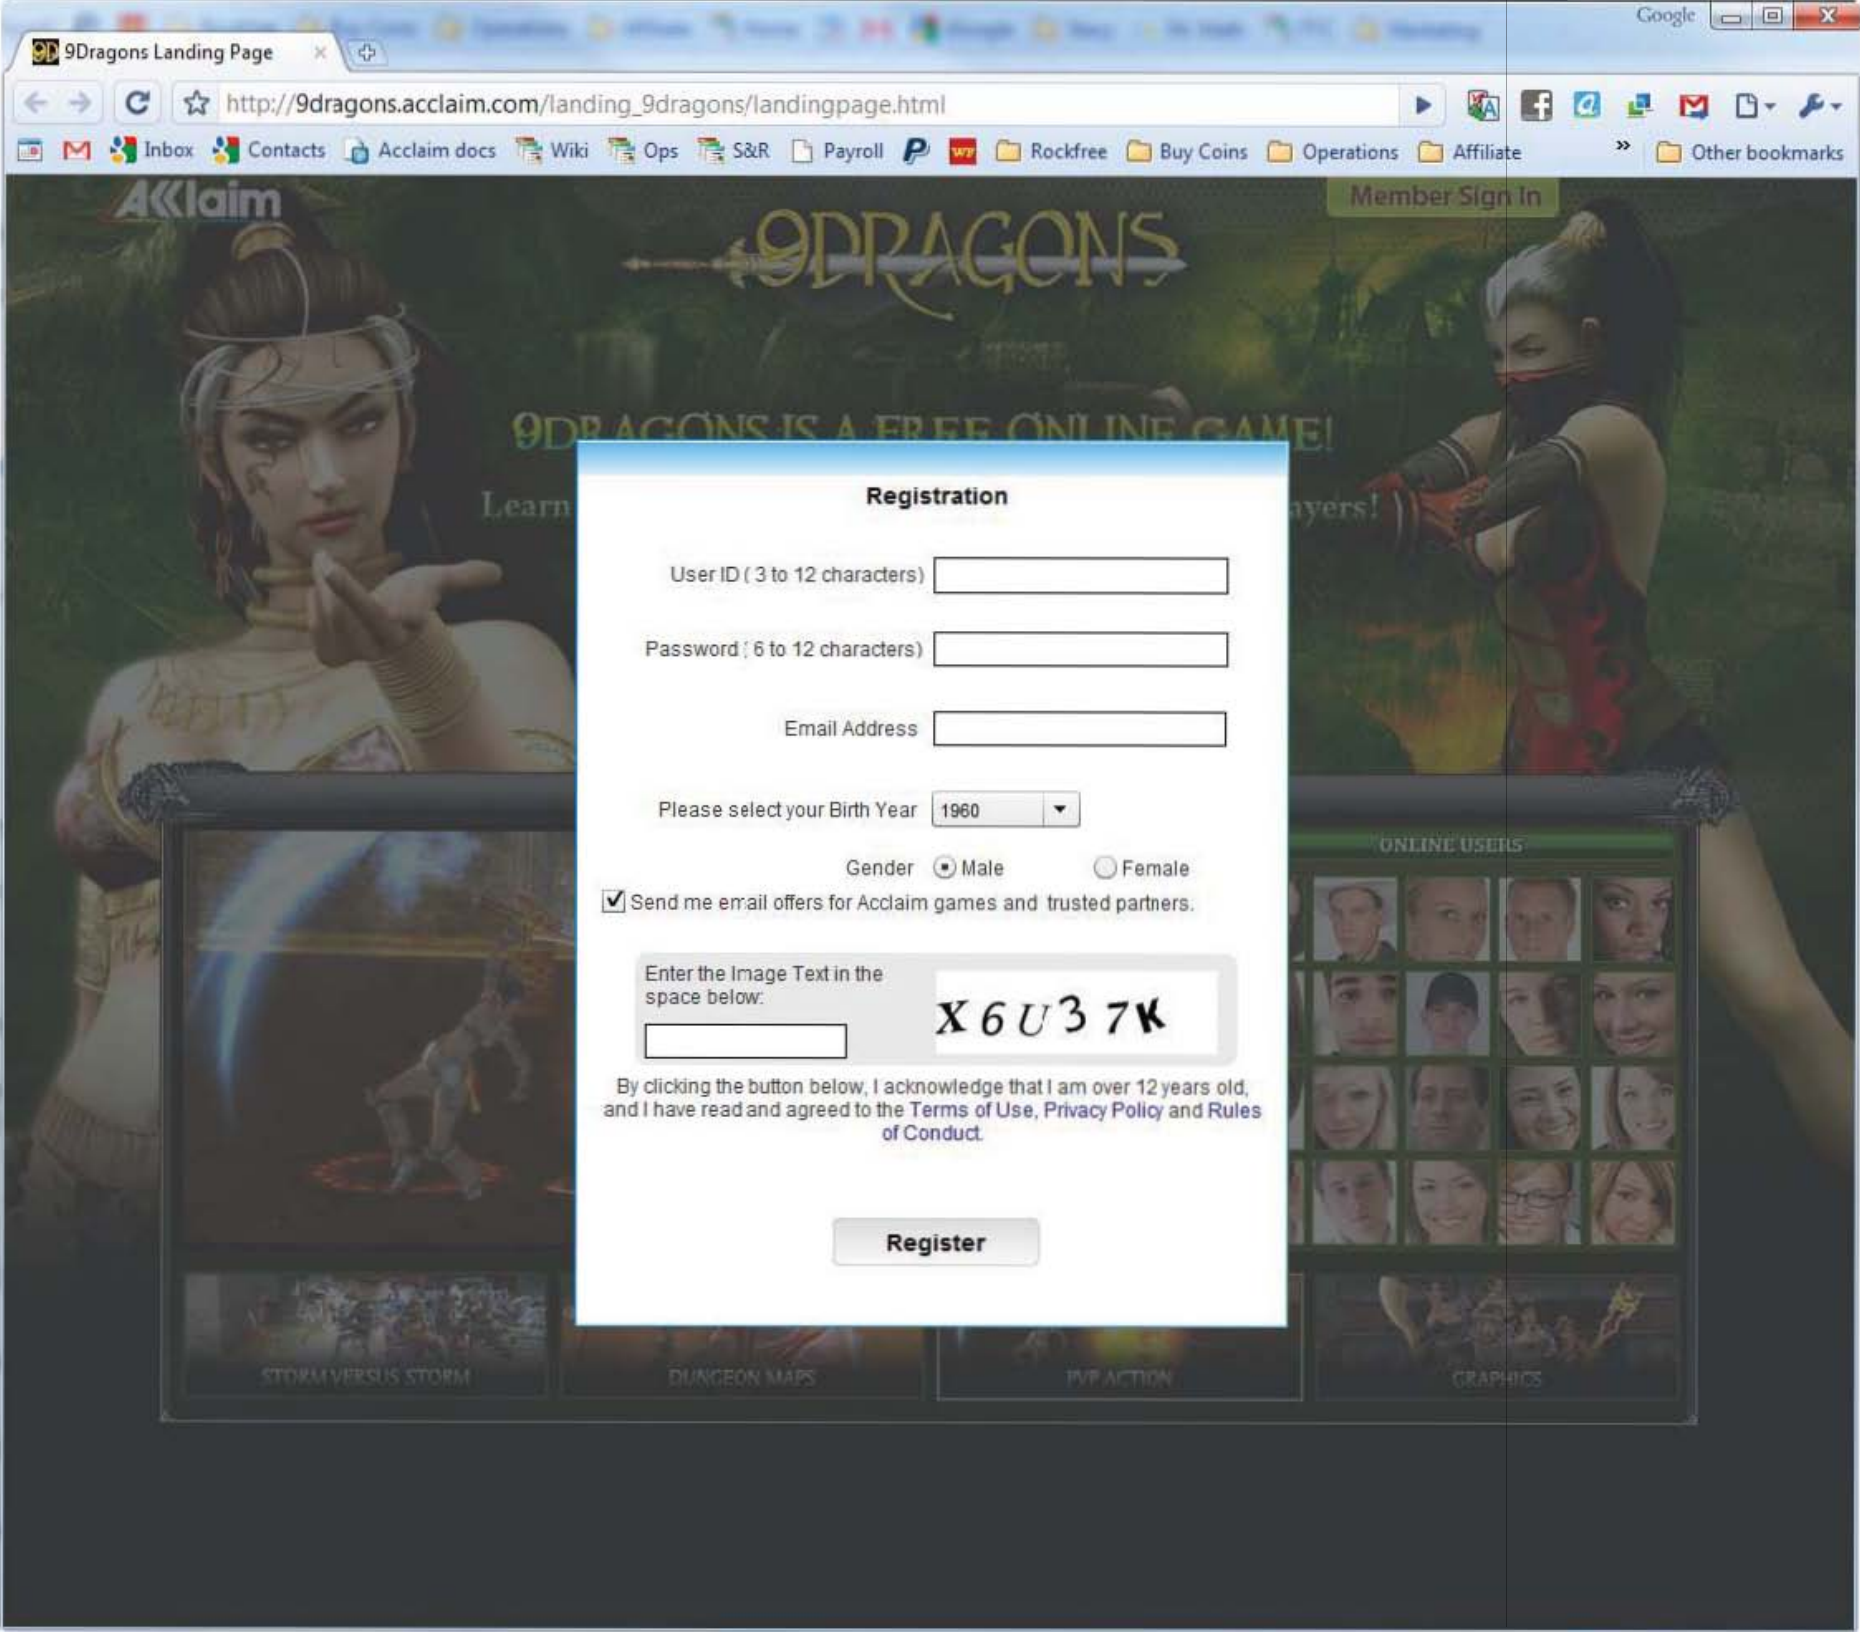 Google
9Dragons Landing Page
http://9dragons.acclaim.com/landing_9dragons/landingpage.html
Inbox Contacts Acclaim docs Wiki Ops S&R Payroll Rockfree Buy Coins Operations Affiliate » Other bookmarks
Acclaim
Member Sign In
9DRAGONS
9DRAGONS IS A FREE ONLINE GAME!
Learn
ayers!
Registration
User ID ( 3 to 12 characters)
Password ( 6 to 12 characters)
Email Address
Please select your Birth Year 1960
Gender Male Female
Send me email offers for Acclaim games and trusted partners.
Enter the Image Text in the
space below:
X6U37K
By clicking the button below, I acknowledge that I am over 12 years old,
and I have read and agreed to the Terms of Use, Privacy Policy and Rules
of Conduct.
Register
ONLINE USERS
STORM VERSUS STORM
DUNGEON MAPS
PVP ACTION
GRAPHICS